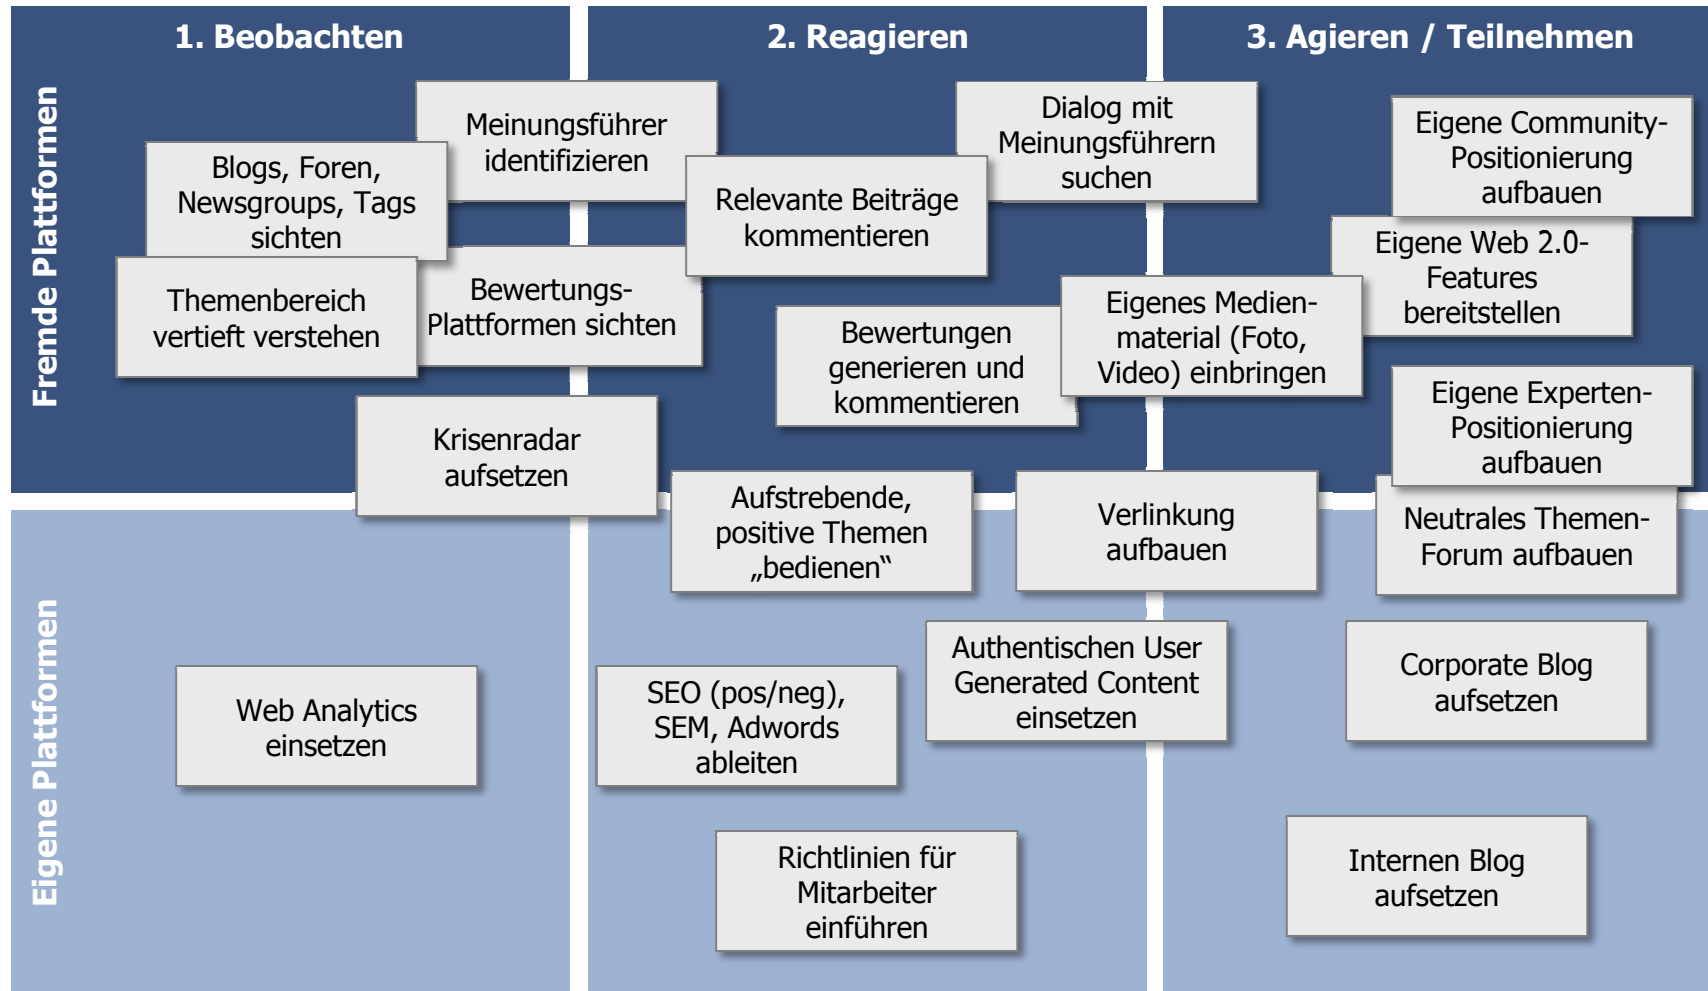 1. Beobachten
2. Reagieren
3. Agieren / Teilnehmen
Fremde Plattformen
Meinungsführer
identifizieren
Blogs, Foren,
Newsgroups, Tags
sichten
Themenbereich
vertieft verstehen
Bewertungs-
Plattformen sichten
Krisenradar
aufsetzen
Dialog mit
Meinungsführern
suchen
Relevante Beiträge
kommentieren
Bewertungen
generieren und
kommentieren
Eigenes Medien-
material (Foto,
Video) einbringen
Eigene Community-
Positionierung
aufbauen
Eigene Web 2.0-
Features
bereitstellen
Eigene Experten-
Positionierung
aufbauen
Aufstrebende,
positive Themen
„bedienen“
Verlinkung
aufbauen
Neutrales Themen-
Forum aufbauen
Eigene Plattformen
Web Analytics
einsetzen
SEO (pos/neg),
SEM, Adwords
ableiten
Authentischen User
Generated Content
einsetzen
Corporate Blog
aufsetzen
Richtlinien für
Mitarbeiter
einführen
Internen Blog
aufsetzen